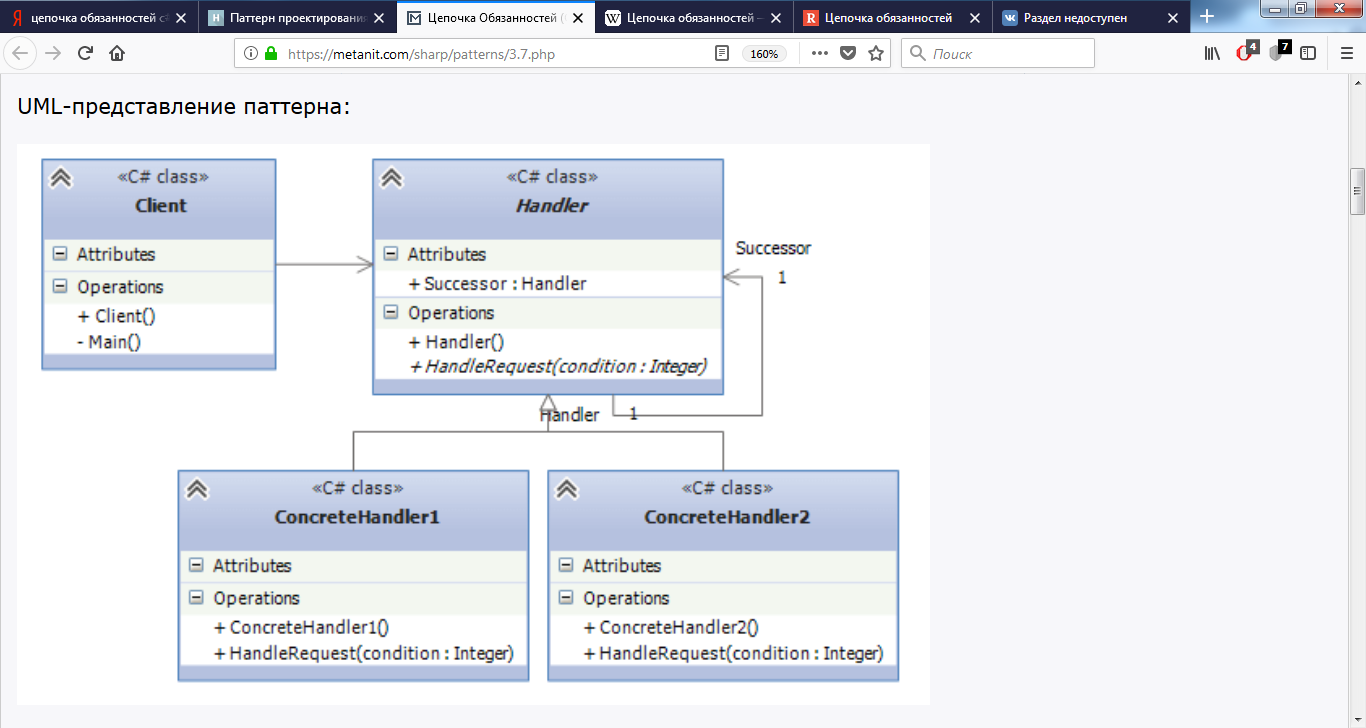 цепочка обязанностей c
Паттерн проектирования
Цепочка Обязанностей (
Цепочка обязанностей –
Цепочка обязанностей
Раздел недоступен
https://metanit.com/sharp/patterns/3.7.php
160%
Поиск
4
7
UML-представление паттерна:
«C# class»
Client
Attributes
Operations
+ Client()
- Main()
«C# class»
Handler
Attributes
+ Successor : Handler
Operations
+ Handler()
+ HandleRequest(condition : Integer)
Successor
1
Handler
1
«C# class»
ConcreteHandler1
Attributes
Operations
+ ConcreteHandler1()
+ HandleRequest(condition : Integer)
«C# class»
ConcreteHandler2
Attributes
Operations
+ ConcreteHandler2()
+ HandleRequest(condition : Integer)